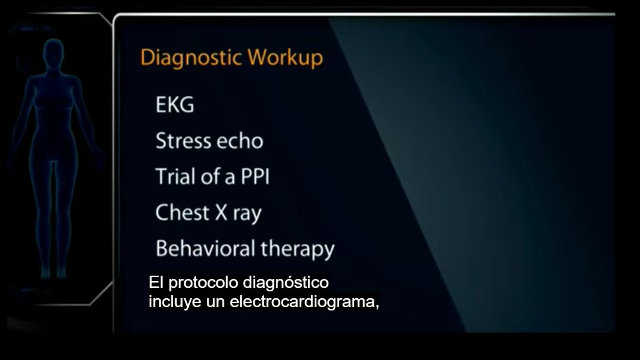 Diagnostic Workup
EKG
Stress echo
Trial of a PPI
Chest X ray
Behavioral therapy
El protocolo diagnóstico
incluye un electrocardiograma,